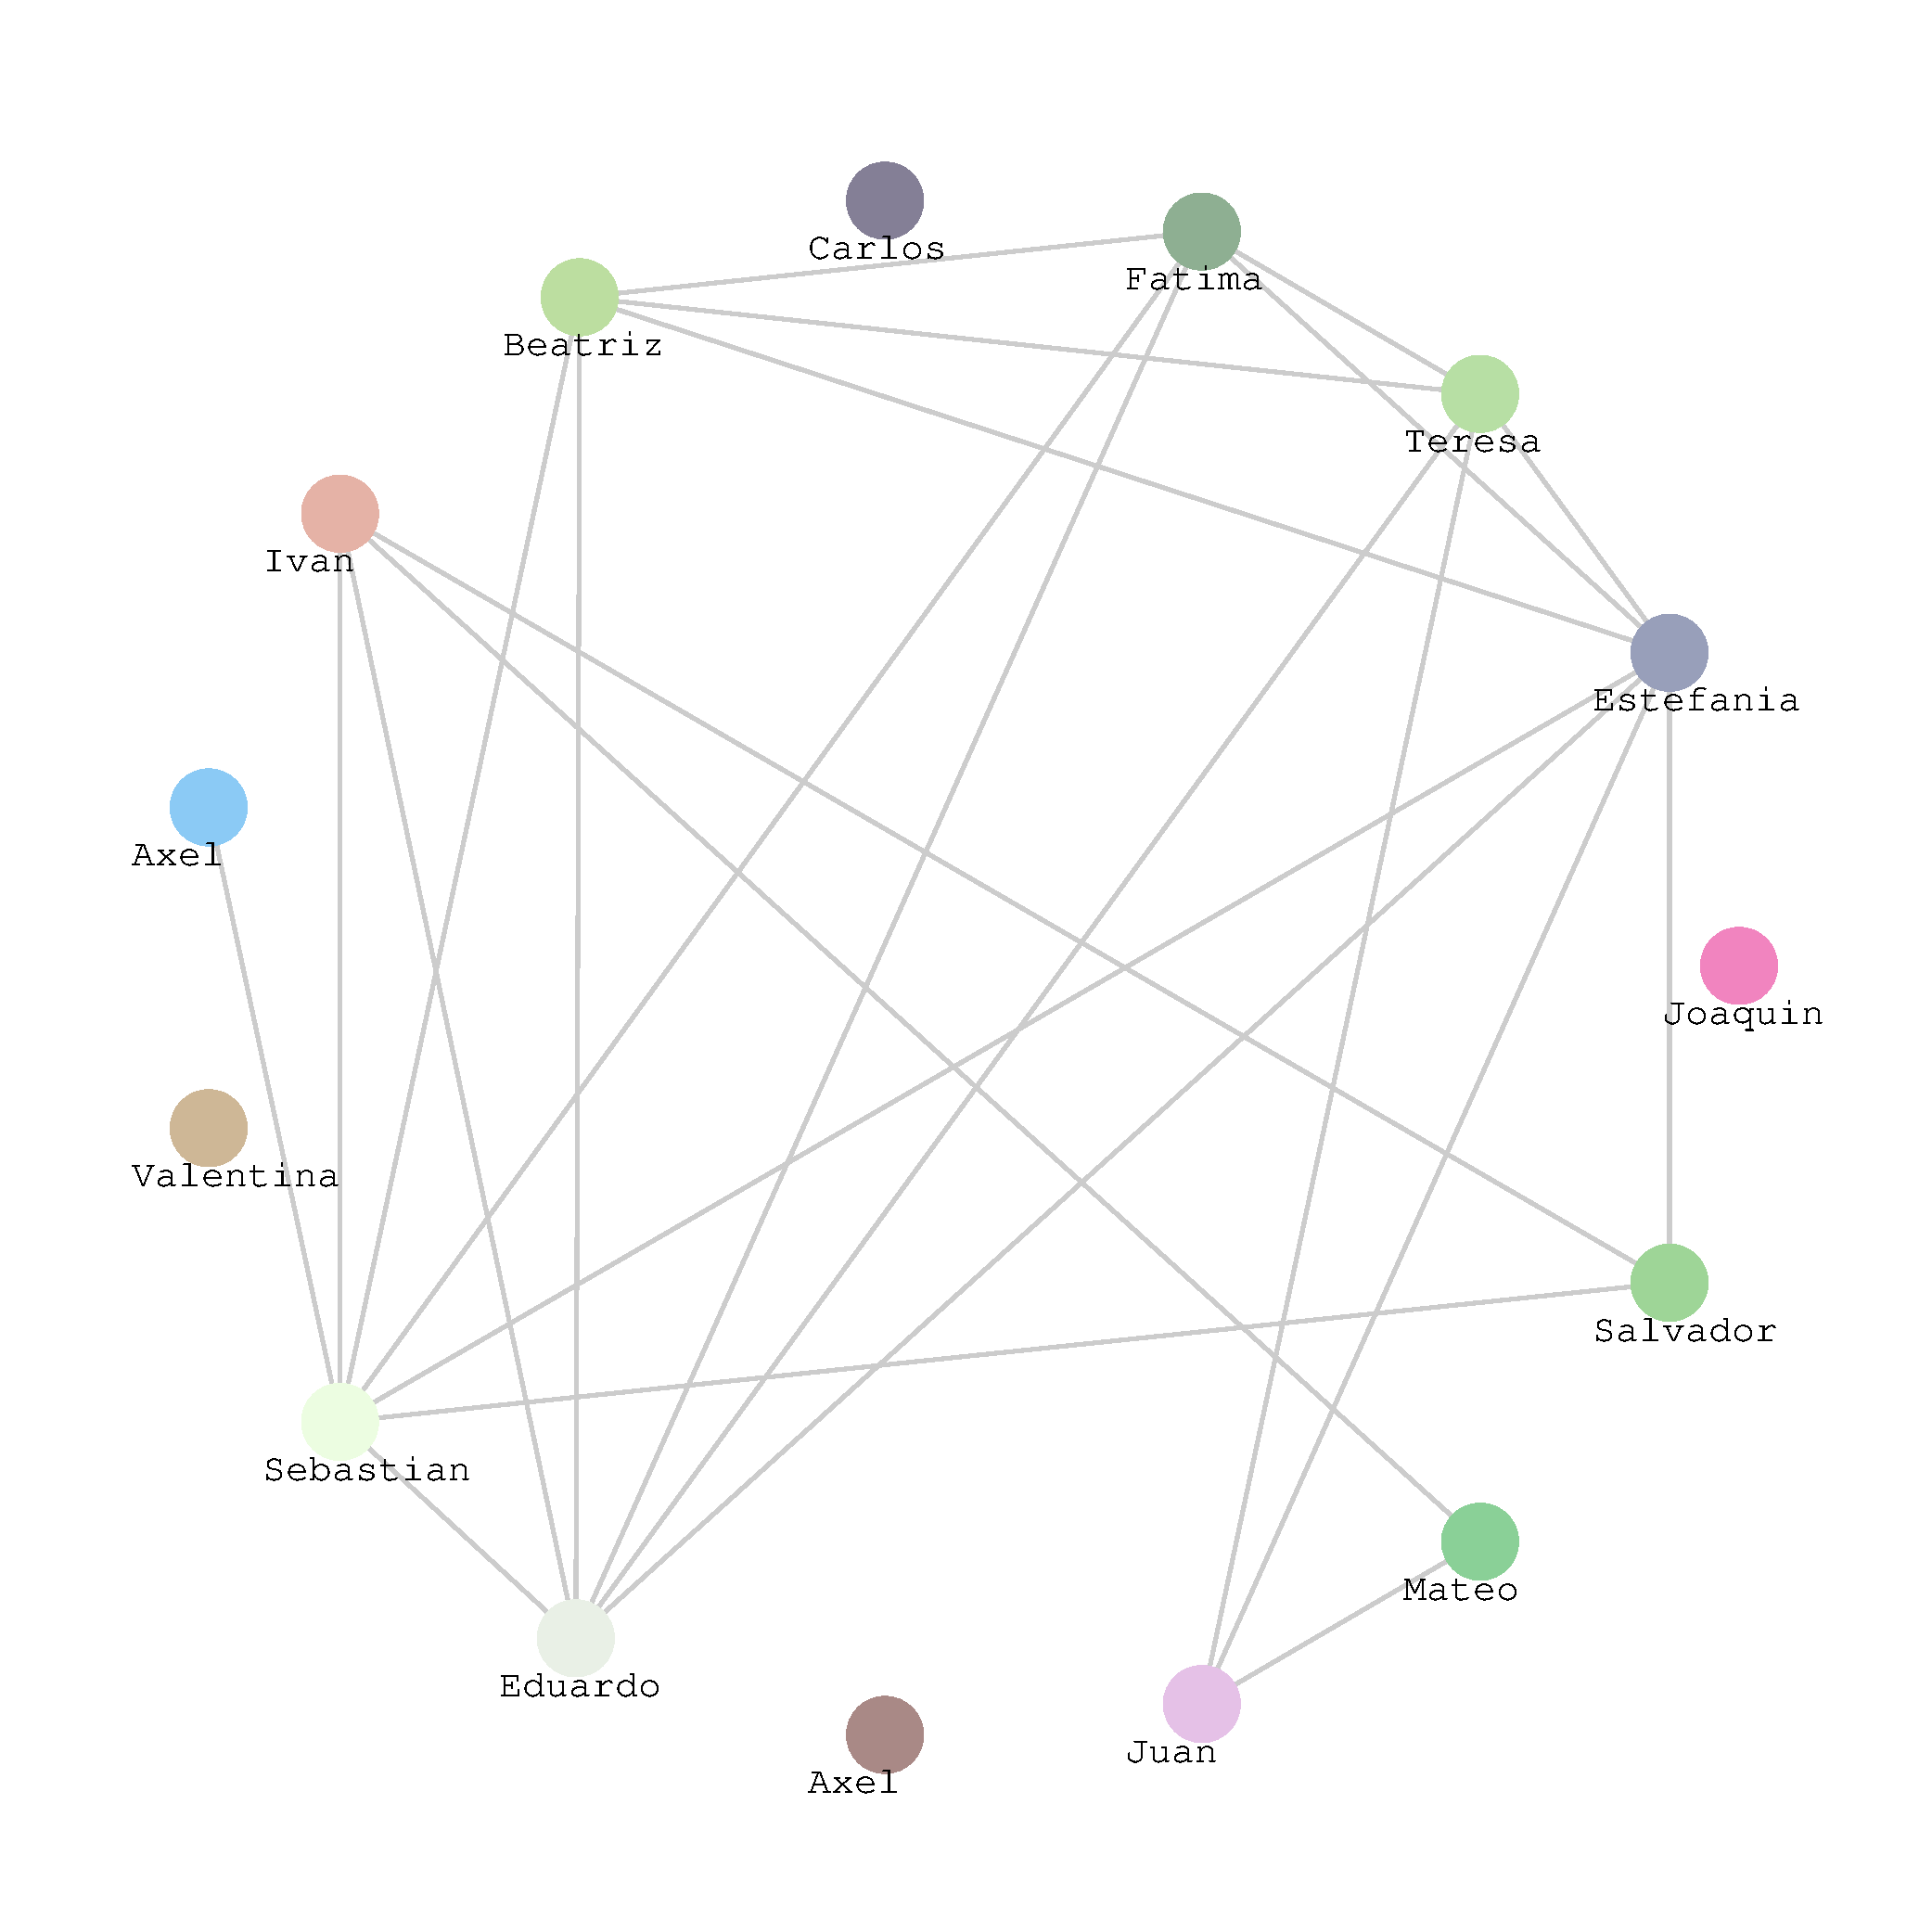 Carlos
Fatima
Beatriz
Teresa
Ivan
Estefania
Axel
Joaquin
Valentina
Salvador
Sebastian
Mateo
Eduardo
Juan
Axel